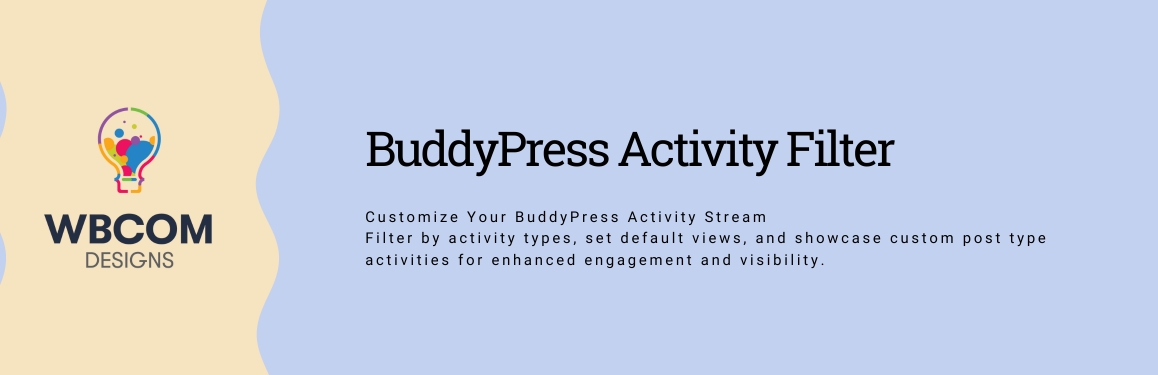 WBCOM
DESIGNS
BuddyPress Activity Filter
Customize Your BuddyPress Activity Stream
Filter by activity types, set default views, and showcase custom post type
activities for enhanced engagement and visibility.